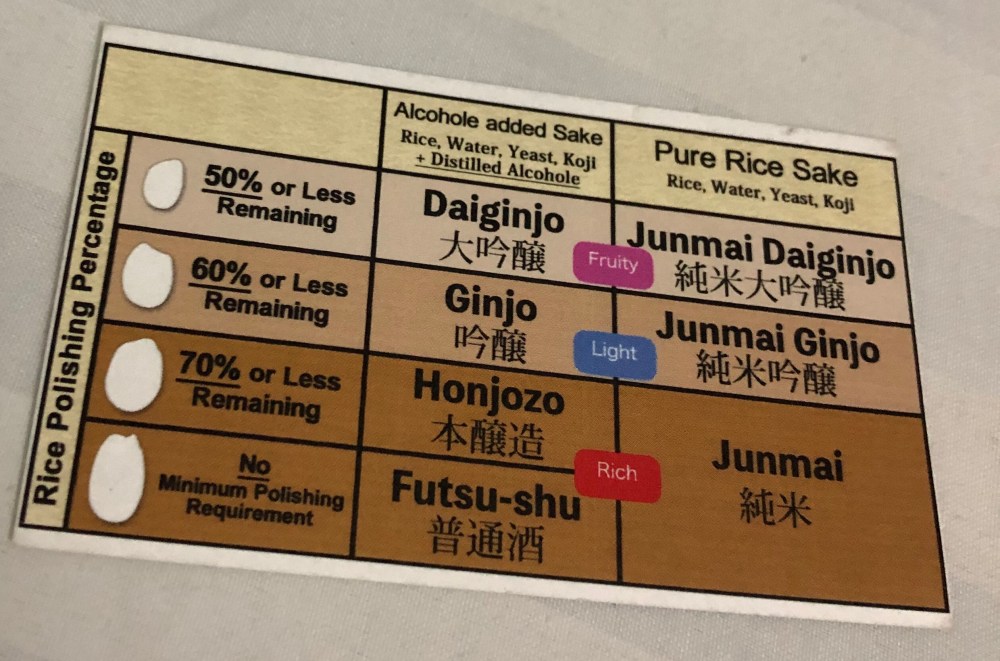 Alcohole added Sake
Rice, Water, Yeast, Koji
+ Distilled Alcohole
Pure Rice Sake
Rice, Water, Yeast, Koji
Rice Polishing Percentage
50% or Less
Remaining
Daiginjo
大吟醸
Fruity
Junmai Daiginjo
純米大吟醸
60% or Less
Remaining
Ginjo
吟醸
Light
Junmai Ginjo
純米吟醸
70% or Less
Remaining
Honjozo
本醸造
Rich
Junmai
純米
No
Minimum Polishing
Requirement
Futsu-shu
普通酒